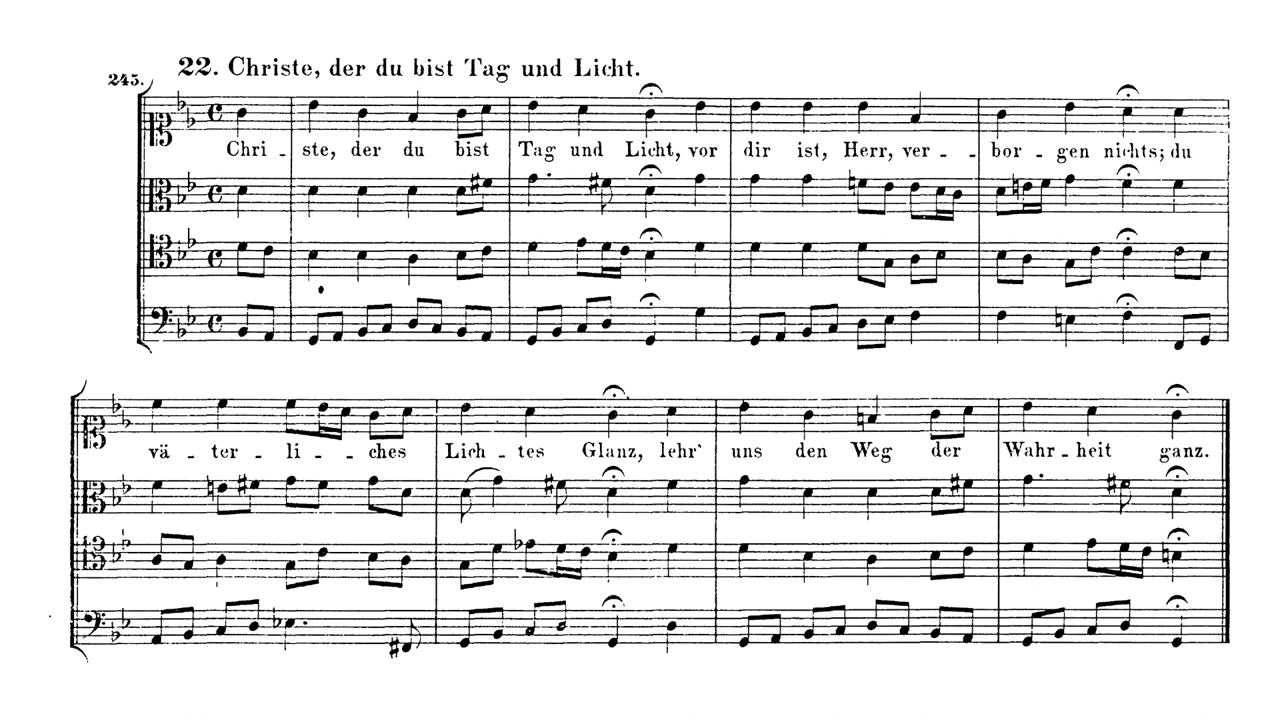 245. 22. Christe, der du bist Tag und Licht.
Chri - ste, der du bist Tag und Licht, vor dir ist, Herr, ver - bor - gen nichts; du
vä - ter - li - ches Lich - tes Glanz, lehr' uns den Weg der Wahr - heit ganz.